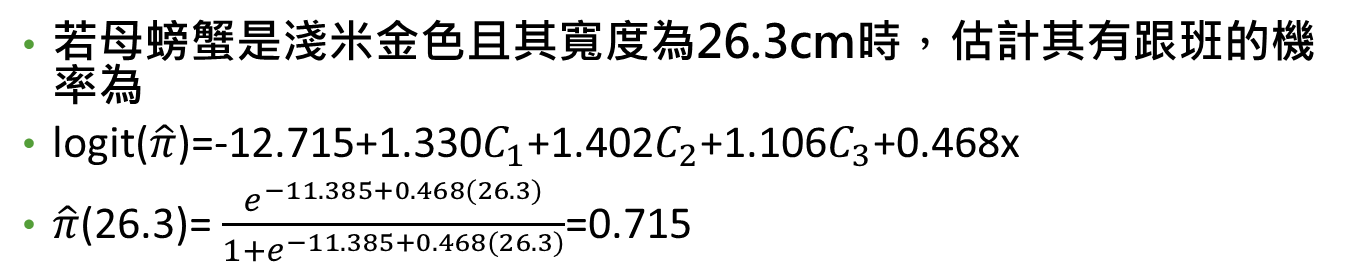 • 若母螃蟹是淺米金色且其寬度為26.3cm時，估計其有跟班的機
率為
• logit(π̂)=-12.715+1.330𝐶₁+1.402𝐶₂+1.106𝐶₃+0.468x
• π̂(26.3)= e^−11.385+0.468(26.3) / 1+e^−11.385+0.468(26.3) =0.715